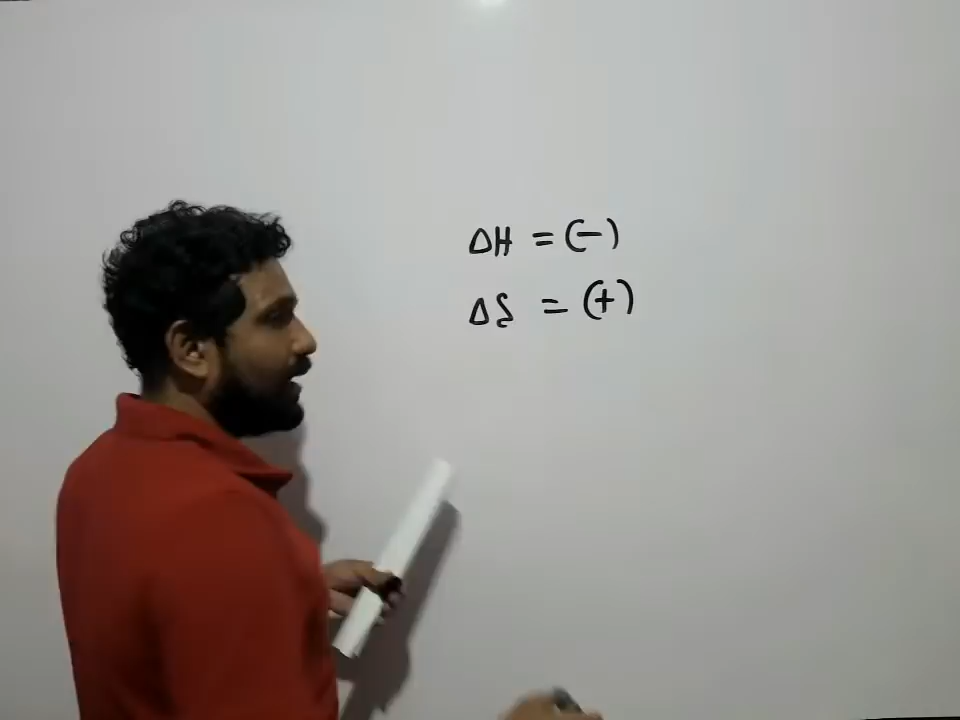 ΔH = (-)
ΔS = (+)